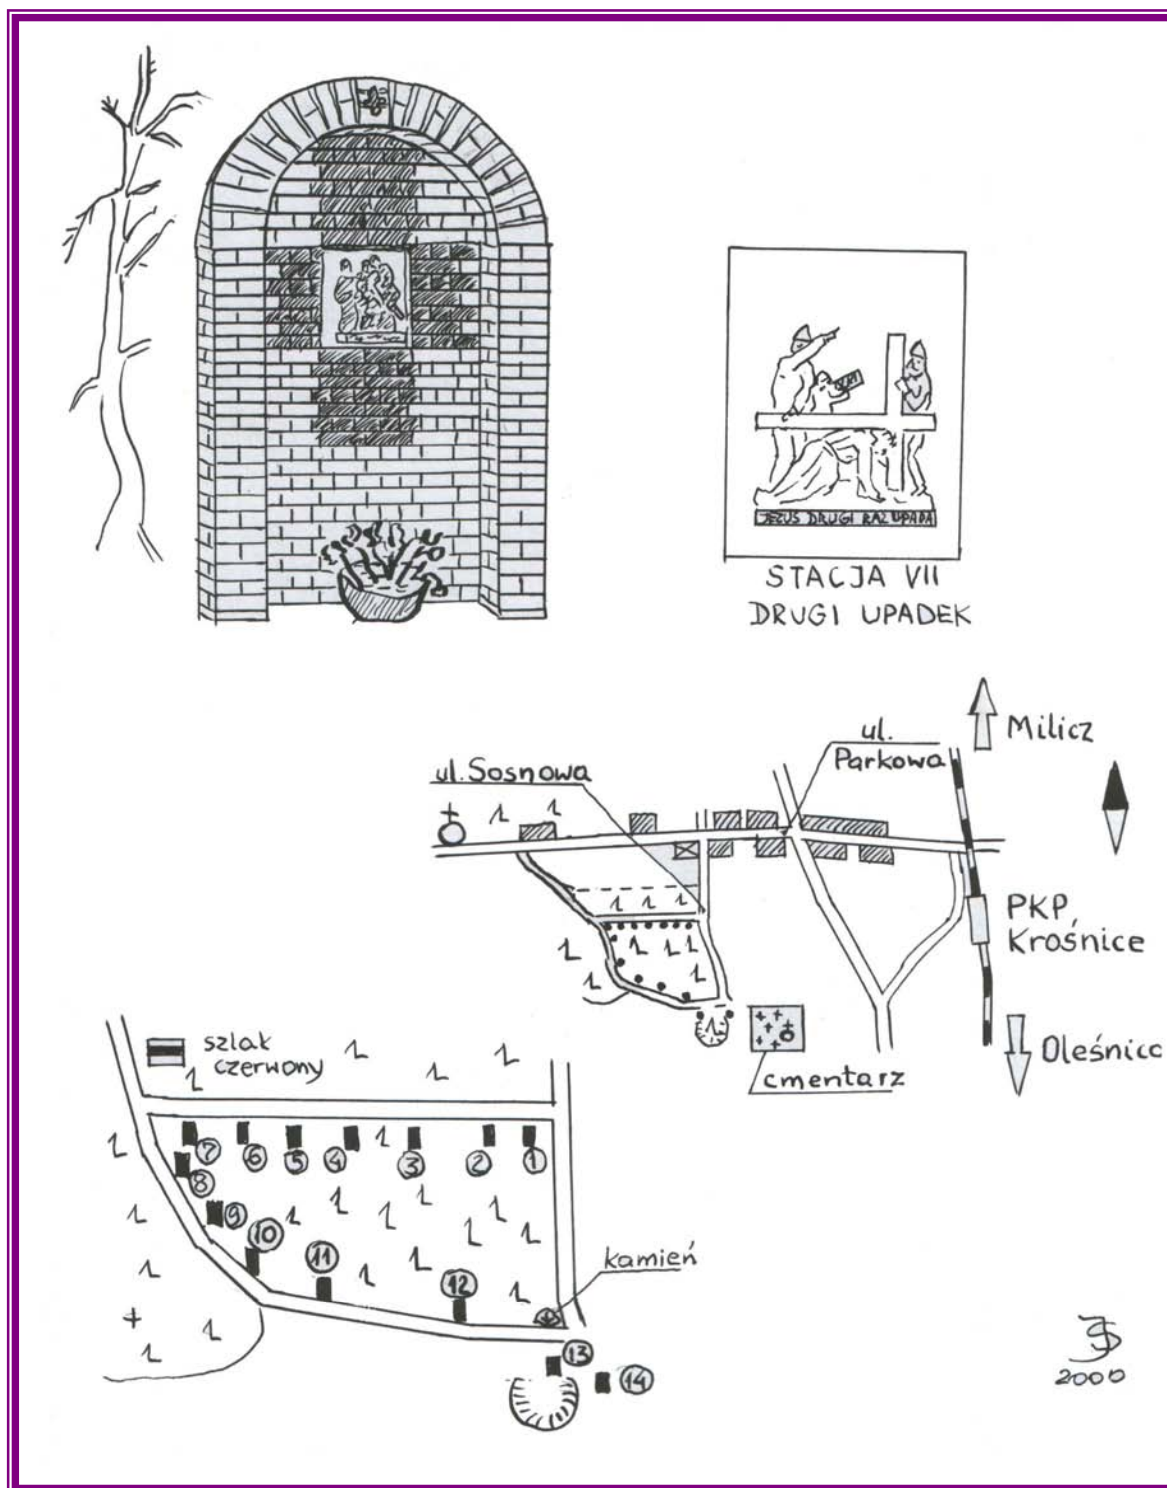 JEZUS DRUGI RAZ UPADA
STACJA VII
DRUGI UPADEK
Milicz
ul.
Parkowa
ul. Sosnowa
PKP
Krośnice
Oleśnica
cmentarz
szlak
czerwony
7 6 5 4 3 2 1
8
9
10
11
12
kamień
13
14
2000